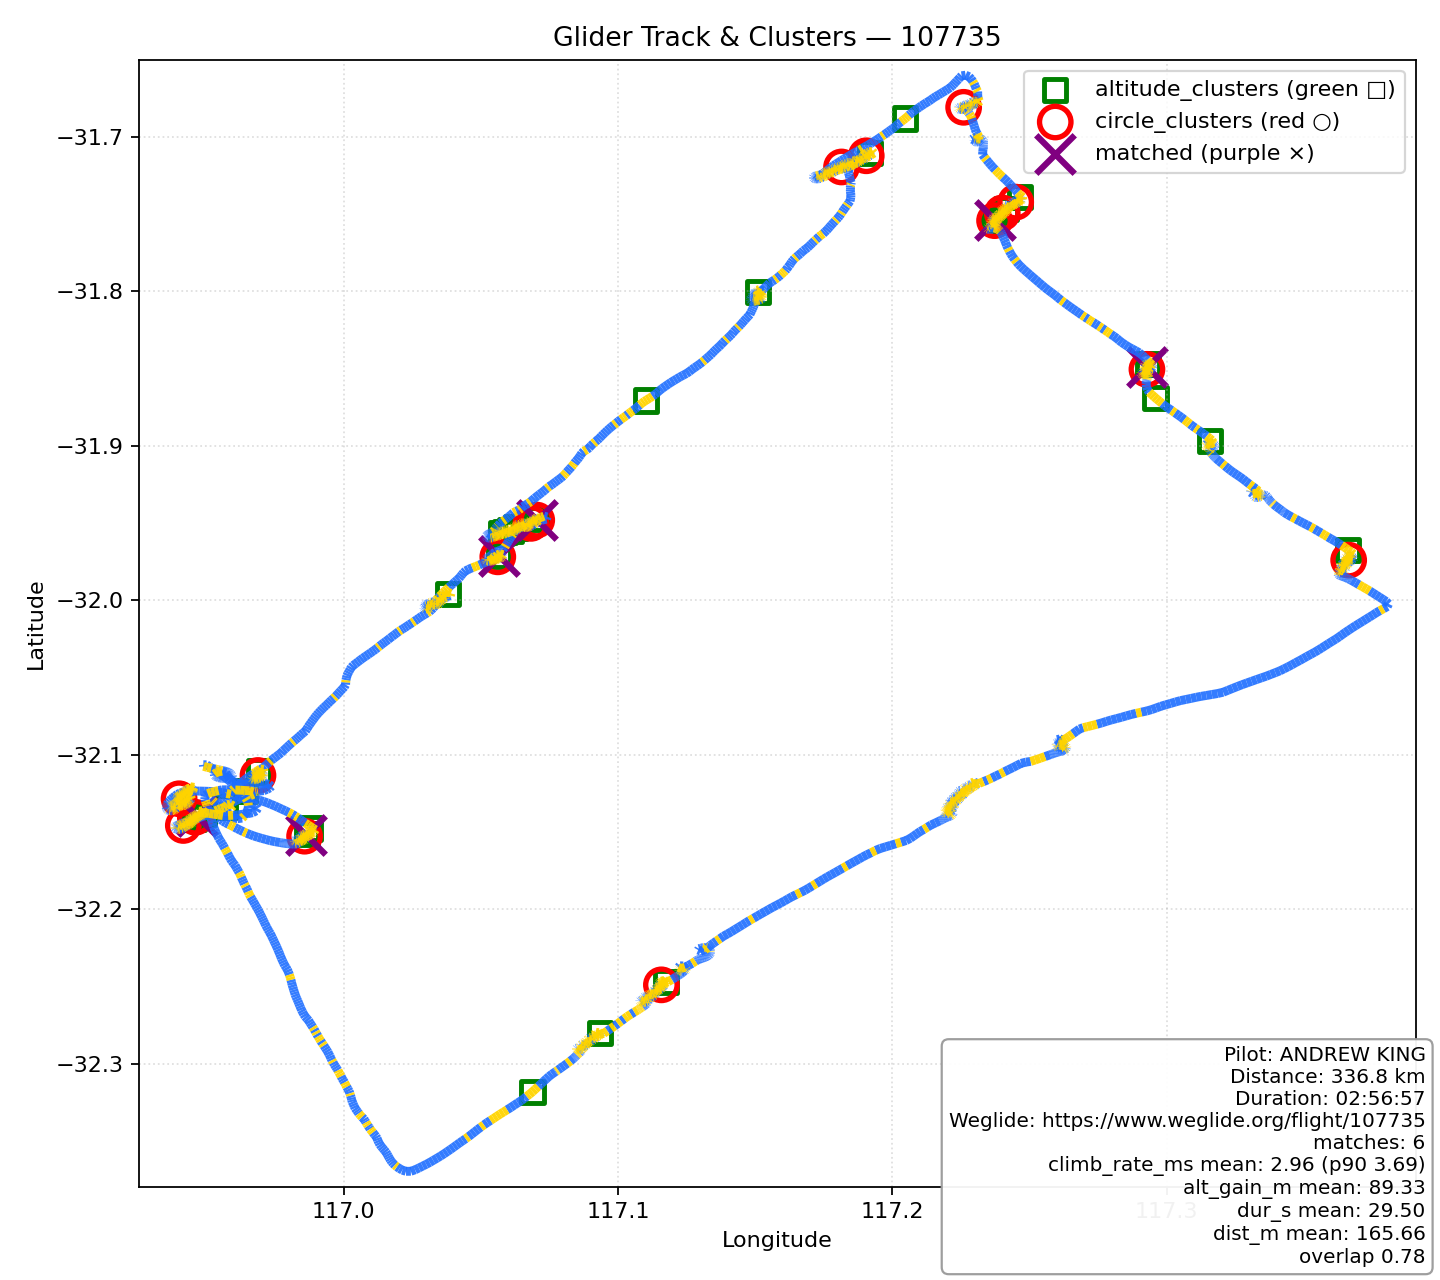 Glider Track & Clusters — 107735
altitude_clusters (green □)
circle_clusters (red ○)
matched (purple ×)
−31.7
−31.8
−31.9
−32.0
−32.1
−32.2
−32.3
Latitude
117.0
117.1
117.2
117.3
Longitude
Pilot: ANDREW KING
Distance: 336.8 km
Duration: 02:56:57
Weglide: https://www.weglide.org/flight/107735
matches: 6
climb_rate_ms mean: 2.96 (p90 3.69)
alt_gain_m mean: 89.33
dur_s mean: 29.50
dist_m mean: 165.66
overlap 0.78